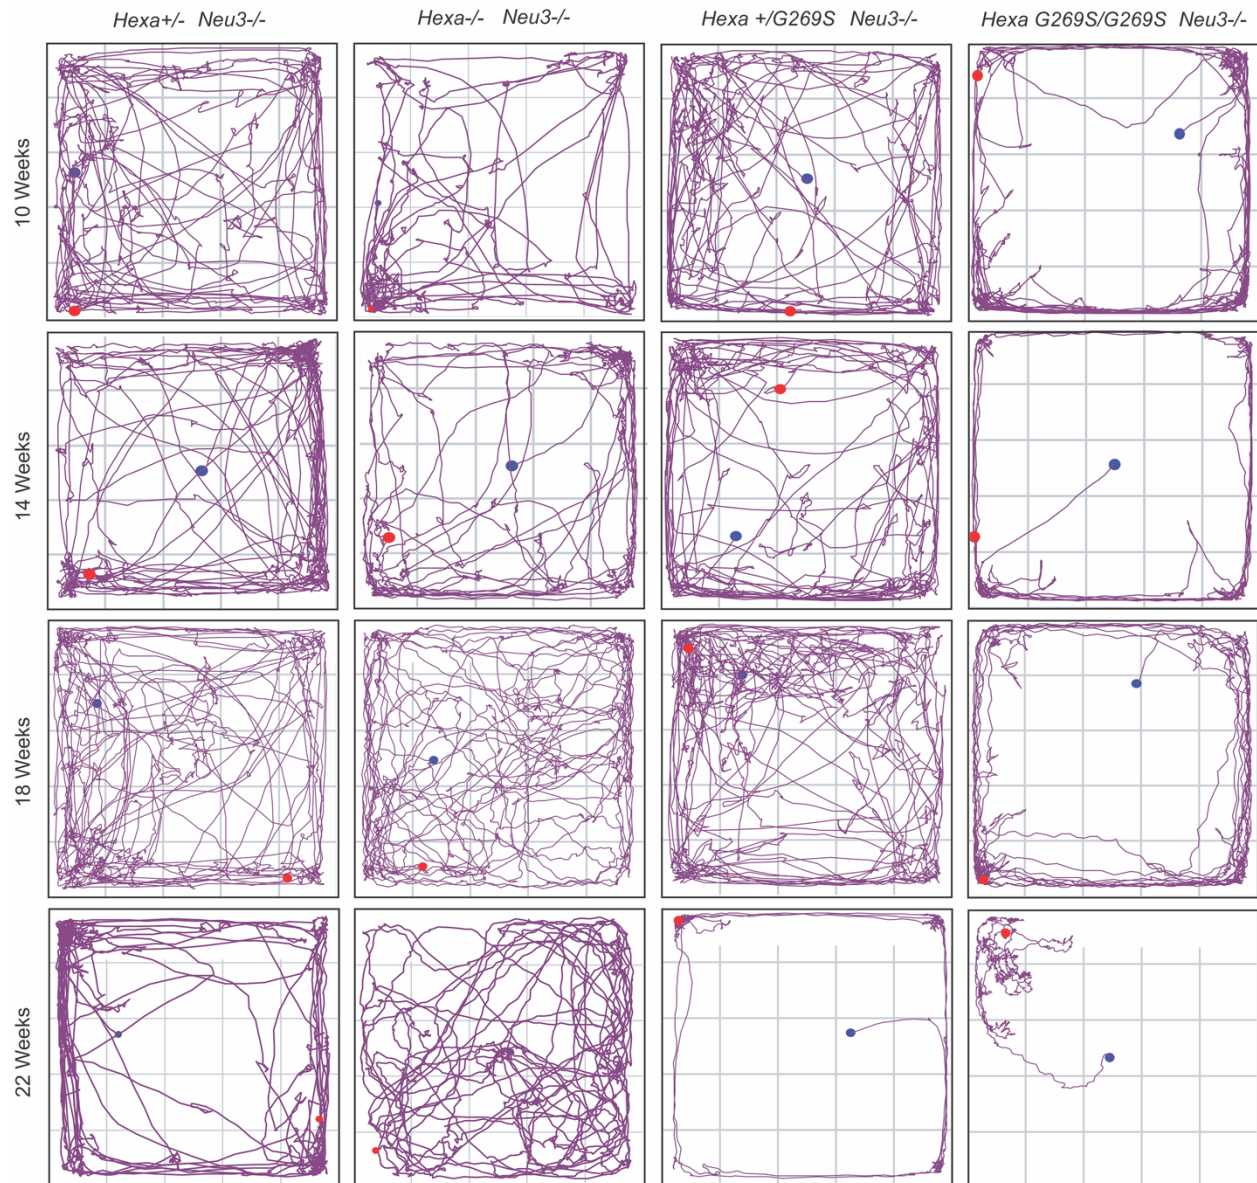 Hexa+/- Neu3-/- Hexa-/- Neu3-/- Hexa +/G269S Neu3-/- Hexa G269S/G269S Neu3-/-
10 Weeks
14 Weeks
18 Weeks
22 Weeks